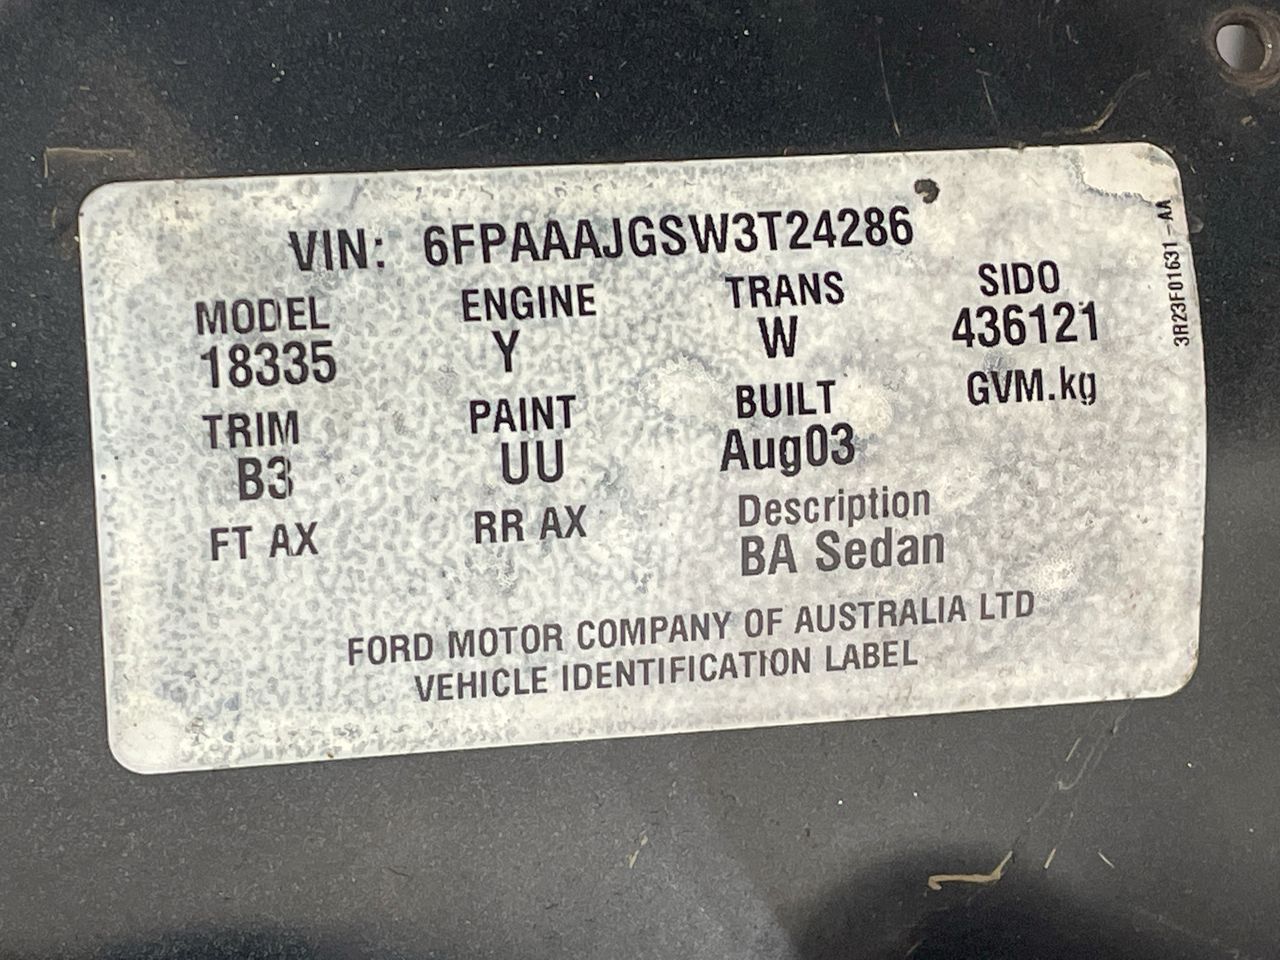 VIN: 6FPAAAJGSW3T24286
MODEL ENGINE TRANS SIDO
18335 Y W 436121
TRIM PAINT BUILT GVM.kg
B3 UU Aug03
FT AX RR AX Description
BA Sedan
FORD MOTOR COMPANY OF AUSTRALIA LTD
VEHICLE IDENTIFICATION LABEL
3R23F01631-AA